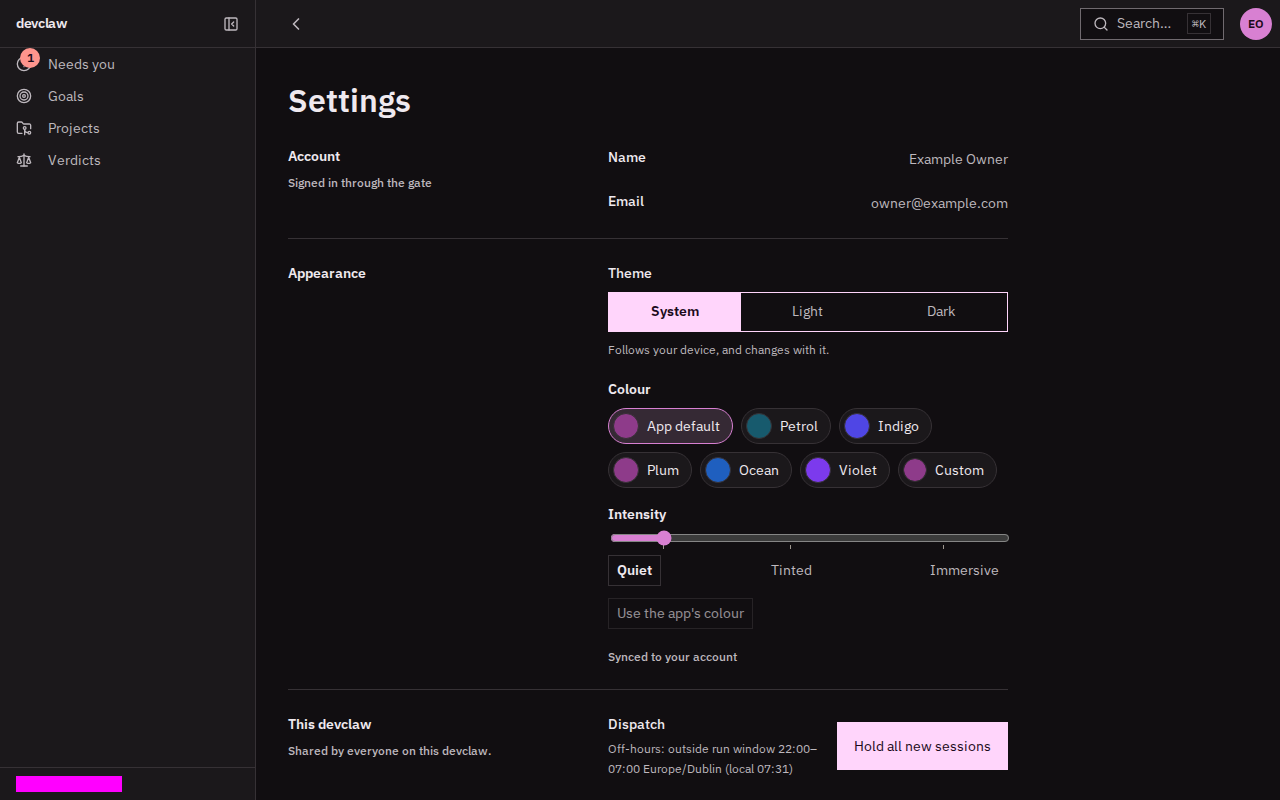 devclaw
Search... ⌘K
EO
1
Needs you
Goals
Projects
Verdicts
Settings
Account
Signed in through the gate
Name
Example Owner
Email
owner@example.com
Appearance
Theme
System
Light
Dark
Follows your device, and changes with it.
Colour
App default
Petrol
Indigo
Plum
Ocean
Violet
Custom
Intensity
Quiet
Tinted
Immersive
Use the app's colour
Synced to your account
This devclaw
Shared by everyone on this devclaw.
Dispatch
Off-hours: outside run window 22:00–
07:00 Europe/Dublin (local 07:31)
Hold all new sessions